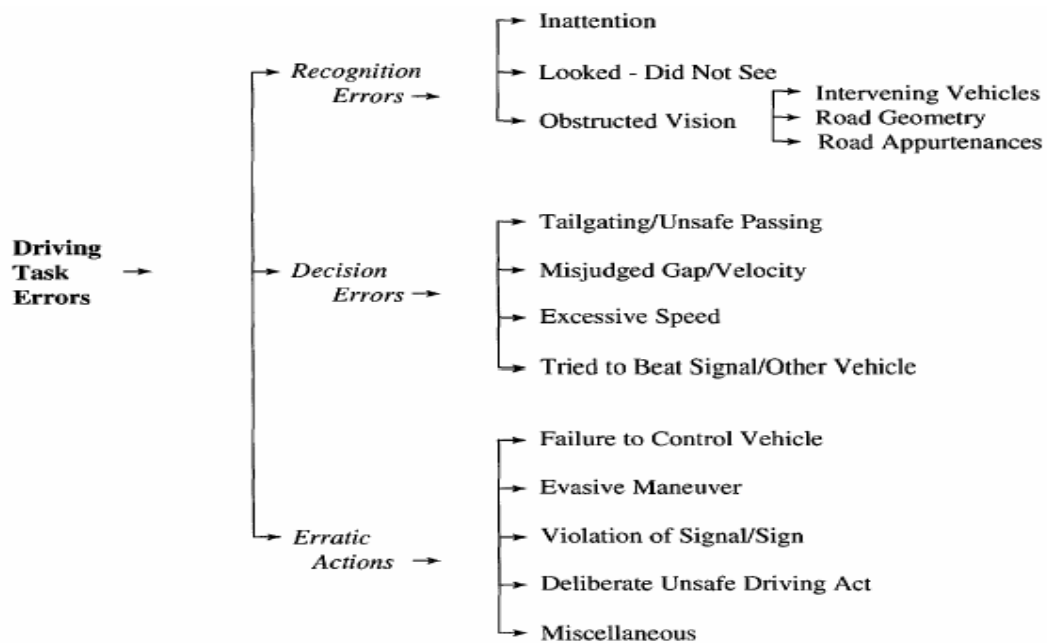 Driving
Task
Errors
Recognition
Errors
Inattention
Looked - Did Not See
Obstructed Vision
Intervening Vehicles
Road Geometry
Road Appurtenances
Decision
Errors
Tailgating/Unsafe Passing
Misjudged Gap/Velocity
Excessive Speed
Tried to Beat Signal/Other Vehicle
Erratic
Actions
Failure to Control Vehicle
Evasive Maneuver
Violation of Signal/Sign
Deliberate Unsafe Driving Act
Miscellaneous